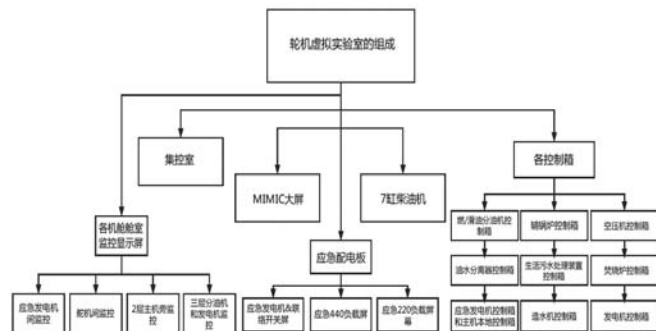 轮机虚拟实验室的组成
集控室
各控制箱
MIMIC大屏
7缸柴油机
各机舱舱室
监控显示屏
应急配电板
燃/滑油分油机控
制箱
辅锅炉控制箱
空压机控制箱
油水分离器控制箱
生活污水处理装置
控制箱
焚烧炉控制箱
应急发电机控制箱
和主机本地控制箱
造水机控制箱
发电机控制箱
应急发电机
间监控
舵机间监控
2层主机旁监
控
三层分油机
和发电机监
控
应急发电机&联
络开关屏
应急440负载屏
应急220负载屏
幕